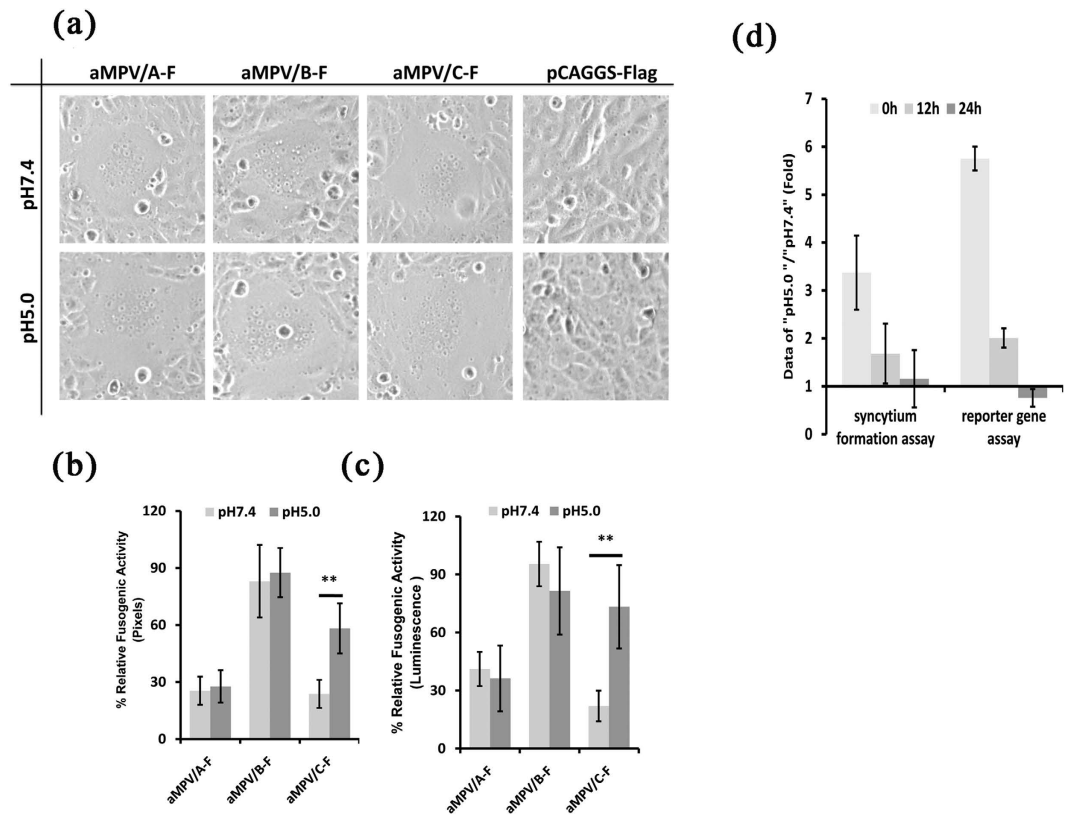 (a)
aMPV/A-F aMPV/B-F aMPV/C-F pCAGGS-Flag
pH7.4
pH5.0
(b)
% Relative Fusogenic Activity
(Pixels)
pH7.4 pH5.0
120
90
60
30
0
**
aMPV/A-F
aMPV/B-F
aMPV/C-F
(c)
% Relative Fusogenic Activity
(Luminescence )
pH7.4 pH5.0
120
90
60
30
0
**
aMPV/A-F
aMPV/B-F
aMPV/C-F
(d)
Data of "pH5.0 "/"pH7.4" (Fold)
0h 12h 24h
7
6
5
4
3
2
1
0
syncytium
formation assay
reporter gene
assay